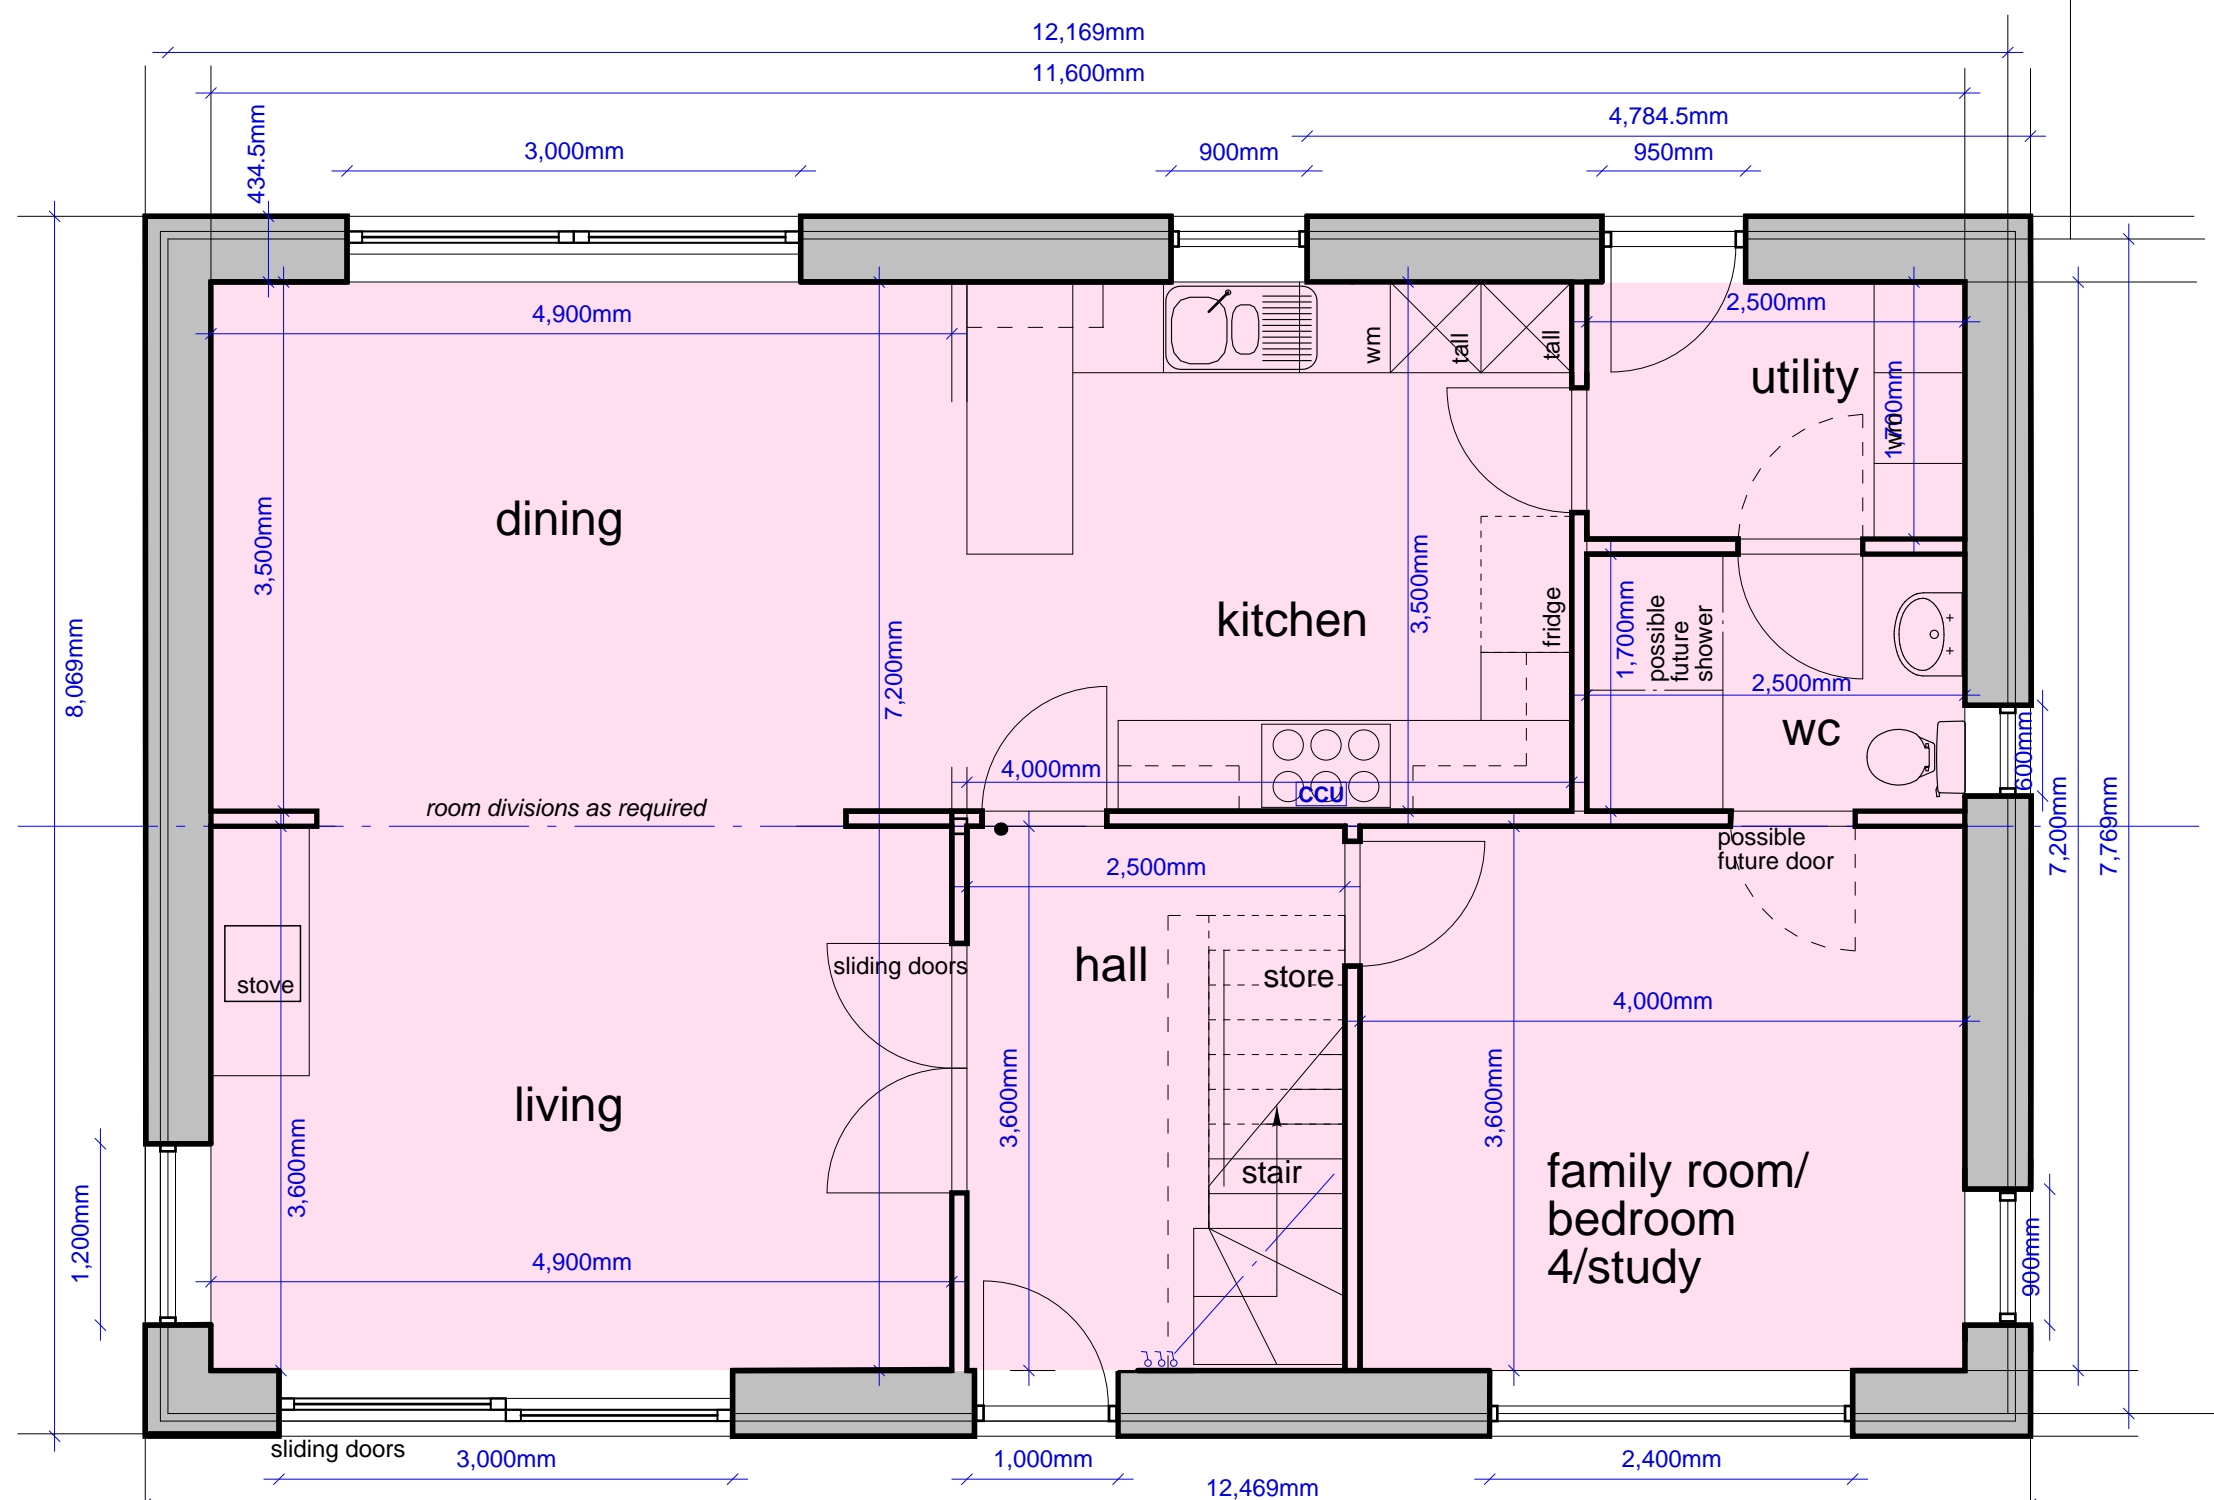 12,169mm
11,600mm
4,784.5mm
434.5mm
3,000mm
900mm
950mm
4,900mm
2,500mm
wm
tall
tall
utility
1,700mm
wm
dining
3,500mm
3,500mm
kitchen
fridge
1,700mm
possible
future
shower
8,069mm
7,200mm
2,500mm
wc
600mm
4,000mm
CCU
room divisions as required
possible
future door
7,200mm
7,769mm
2,500mm
sliding doors
hall
store
stove
4,000mm
3,600mm
3,600mm
living
3,600mm
stair
family room/
bedroom
4/study
1,200mm
900mm
4,900mm
sliding doors
3,000mm
1,000mm
2,400mm
12,469mm